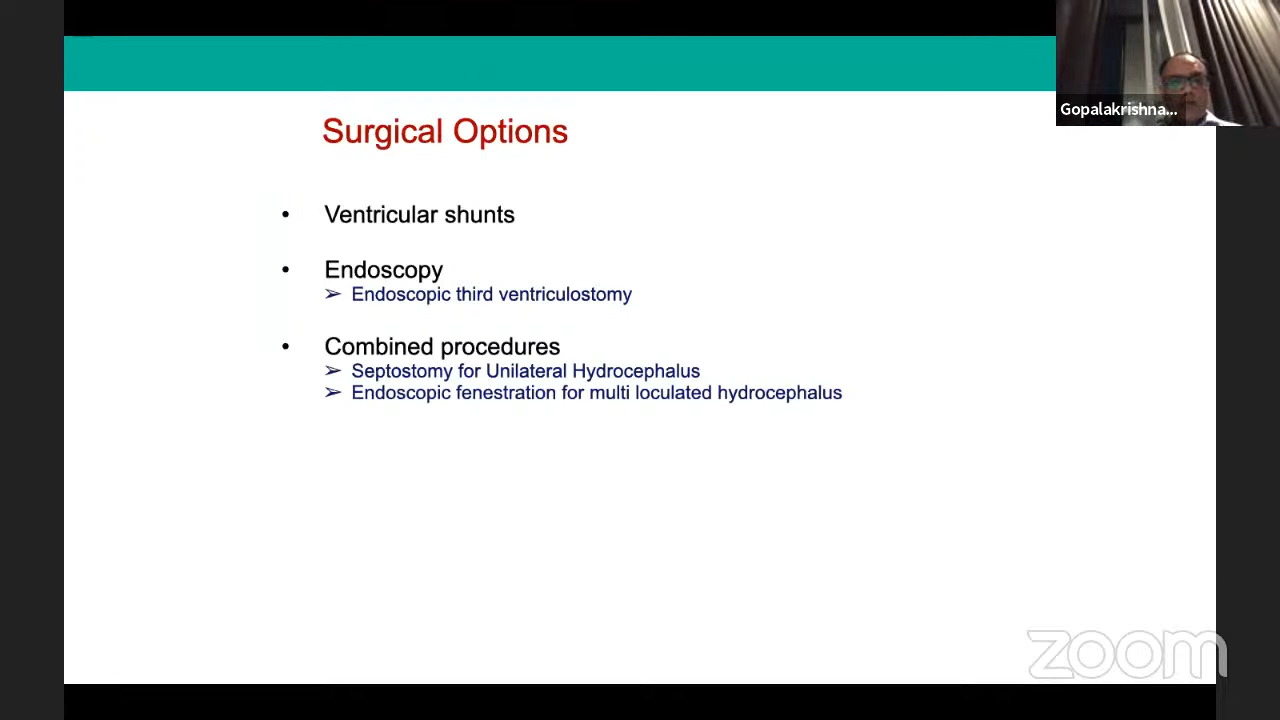 Gopalakrishna...
Surgical Options
• Ventricular shunts
• Endoscopy
➢ Endoscopic third ventriculostomy
• Combined procedures
➢ Septostomy for Unilateral Hydrocephalus
➢ Endoscopic fenestration for multi loculated hydrocephalus
zoom